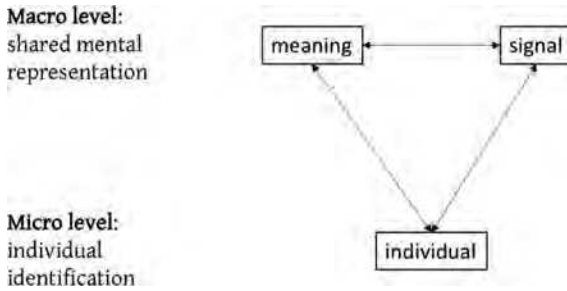 Macro level:
shared mental
representation
meaning
signal
Micro level:
individual
identification
individual